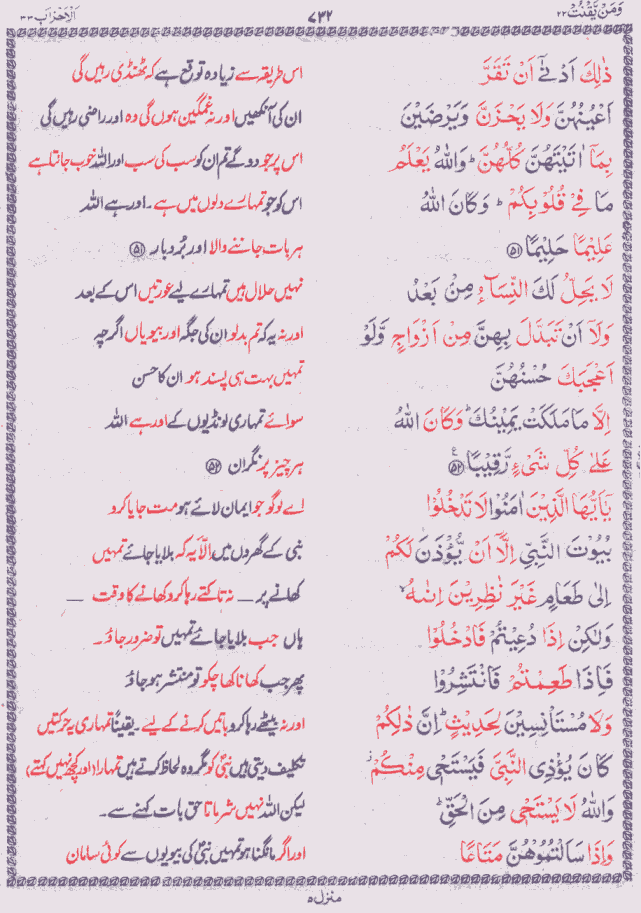 وَمَنْ يَّقْنُتْ ٢٢
٧٣٢
اَلْاَحْزَاب ٣٣
ذٰلِكَ اَدْنٰٓى اَنْ تَقَرَّ
اس طریقہ سے زیادہ توقع ہے کہ ٹھنڈی رہیں گی
اَعْيُنُهُنَّ وَلَا يَحْزَنَّ وَيَرْضَيْنَ
ان کی آنکھیں اور نہ غمگین ہوں گی وہ اور راضی رہیں گی
بِمَآ اٰتَيْتَهُنَّ كُلُّهُنَّ ؕ وَاللّٰهُ يَعْلَمُ
اس پر جو دو گے تم ان کو سب کی سب اور اللہ خوب جانتا ہے
مَا فِيْ قُلُوْبِكُمْ ؕ وَكَانَ اللّٰهُ
اس کو جو تمہارے دلوں میں ہے ۔ اور ہے اللہ
عَلِيْمًا حَلِيْمًا ﴿۵۱﴾
ہر بات جاننے والا اور بُردبار ﴿۵۱﴾
لَا يَحِلُّ لَكَ النِّسَآءُ مِنْۢ بَعْدُ
نہیں حلال ہیں تمہارے لیے عورتیں اس کے بعد
وَلَآ اَنْ تَبَدَّلَ بِهِنَّ مِنْ اَزْوَاجٍ وَّلَوْ
اور نہ یہ کہ تم بدلو ان کی جگہ اور بیویاں اگرچہ
اَعْجَبَكَ حُسْنُهُنَّ
تمہیں بہت ہی پسند ہو ان کا حسن
اِلَّا مَا مَلَكَتْ يَمِيْنُكَ ؕ وَكَانَ اللّٰهُ
سوائے تمہاری لونڈیوں کے اور ہے اللہ
عَلٰى كُلِّ شَيْءٍ رَّقِيْبًا ﴿۵۲﴾
ہر چیز پر نگران ﴿۵۲﴾
يٰٓاَيُّهَا الَّذِيْنَ اٰمَنُوْا لَا تَدْخُلُوْا
اے لوگو جو ایمان لائے ہو مت جایا کرو
بُيُوْتَ النَّبِيِّ اِلَّآ اَنْ يُّؤْذَنَ لَكُمْ
نبی کے گھروں میں الّا یہ کہ بلایا جائے تمہیں
اِلٰى طَعَامٍ غَيْرَ نٰظِرِيْنَ اِنٰىهُ ۙ
کھانے پر — نہ تاکتے رہا کرو کھانے کا وقت —
وَلٰكِنْ اِذَا دُعِيْتُمْ فَادْخُلُوْا
ہاں جب بلایا جائے تمہیں تو ضرور جاؤ ۔
فَاِذَا طَعِمْتُمْ فَانْتَشِرُوْا
پھر جب کھانا کھا چکو تو منتشر ہو جاؤ
وَلَا مُسْتَاْنِسِيْنَ لِحَدِيْثٍ ؕ اِنَّ ذٰلِكُمْ
اور نہ بیٹھے رہا کرو باتیں کرنے کے لیے ۔ یقیناً تمہاری یہ حرکتیں
كَانَ يُؤْذِى النَّبِيَّ فَيَسْتَحْيٖ مِنْكُمْ ز
تکلیف دیتی ہیں نبیؐ کو مگر وہ لحاظ کرتے ہیں تمہارا (اور کچھ نہیں کہتے)
وَاللّٰهُ لَا يَسْتَحْيٖ مِنَ الْحَقِّ ؕ
لیکن اللہ نہیں شرماتا حق بات کہنے سے ۔
وَاِذَا سَاَلْتُمُوْهُنَّ مَتَاعًا
اور اگر مانگنا ہو تمہیں نبیؐ کی بیویوں سے کوئی سامان
منزل ٥